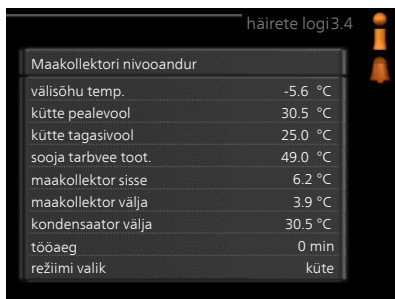 häirete logi3.4
Maakollektori nivooandur
välisõhu temp. -5.6 °C
kütte pealevool 30.5 °C
kütte tagasivool 25.0 °C
sooja tarbvee toot. 49.0 °C
maakollektor sisse 6.2 °C
maakollektor välja 3.9 °C
kondensaator välja 30.5 °C
tööaeg 0 min
režiimi valik küte